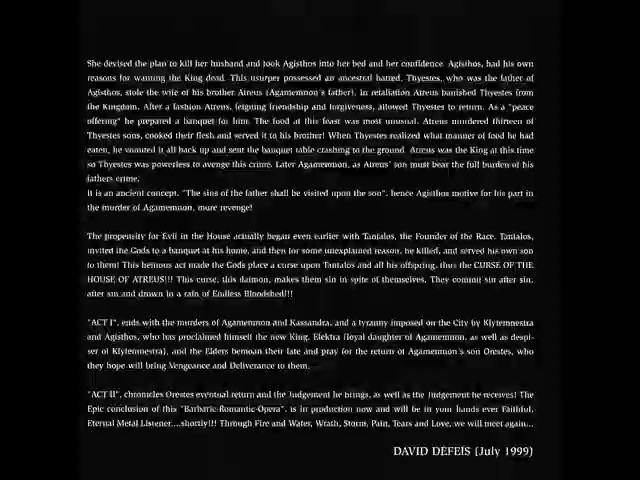 She devised the plan to kill her husband and took Agisthos into her bed and her confidence. Agisthos, had his own
reasons for wanting the King dead. This usurper possessed an ancestral hatred. Thyestes, who was the father of
Agisthos, stole the wife of his brother Atreus (Agamemnon's father). In retaliation Atreus banished Thyestes from
the Kingdom. After a fashion Atreus, feigning friendship and forgiveness, allowed Thyestes to return. As a "peace
offering" he prepared a banquet for him. The food at this feast was most unusual. Atreus murdered thirteen of
Thyestes sons, cooked their flesh and served it to his brother! When Thyestes realized what manner of food he had
eaten, he vomited it all back up and sent the banquet table crashing to the ground. Atreus was the King at this time
so Thyestes was powerless to avenge this crime. Later Agamemnon, as Atreus' son must bear the full burden of his
fathers crime.
It is an ancient concept. "The sins of the father shall be visited upon the son", hence Agisthos motive for his part in
the murder of Agamemnon, more revenge!
The propensity for Evil in the House actually began even earlier with Tantalos, the Founder of the Race. Tantalos,
invited the Gods to a banquet at his home, and then for some unexplained reason, he killed, and served his own son
to them! This heinous act made the Gods place a curse upon Tantalos and all his offspring, thus the CURSE OF THE
HOUSE OF ATREUS!!! This curse, this daimon, makes them sin in spite of themselves. They commit sin after sin,
after sin and drown in a rain of Endless Bloodshed!!!
"ACT I", ends with the murders of Agamemnon and Kassandra, and a tyranny imposed on the City by Klytemnestra
and Agisthos, who has proclaimed himself the new King. Elektra (loyal daughter of Agamemnon, as well as despi-
ser of Klytemnestra), and the Elders bemoan their fate and pray for the return of Agamemnon's son Orestes, who
they hope will bring Vengeance and Deliverance to them.
"ACT II", chronicles Orestes eventual return and the Judgement he brings, as well as the Judgement he receives! The
Epic conclusion of this "Barbaric-Romantic-Opera", is in production now and will be in your hands ever Faithful,
Eternal Metal Listener....shortly!!! Through Fire and Water, Wrath, Storm, Pain, Tears and Love, we will meet again...
DAVID DEFEIS (July 1999)